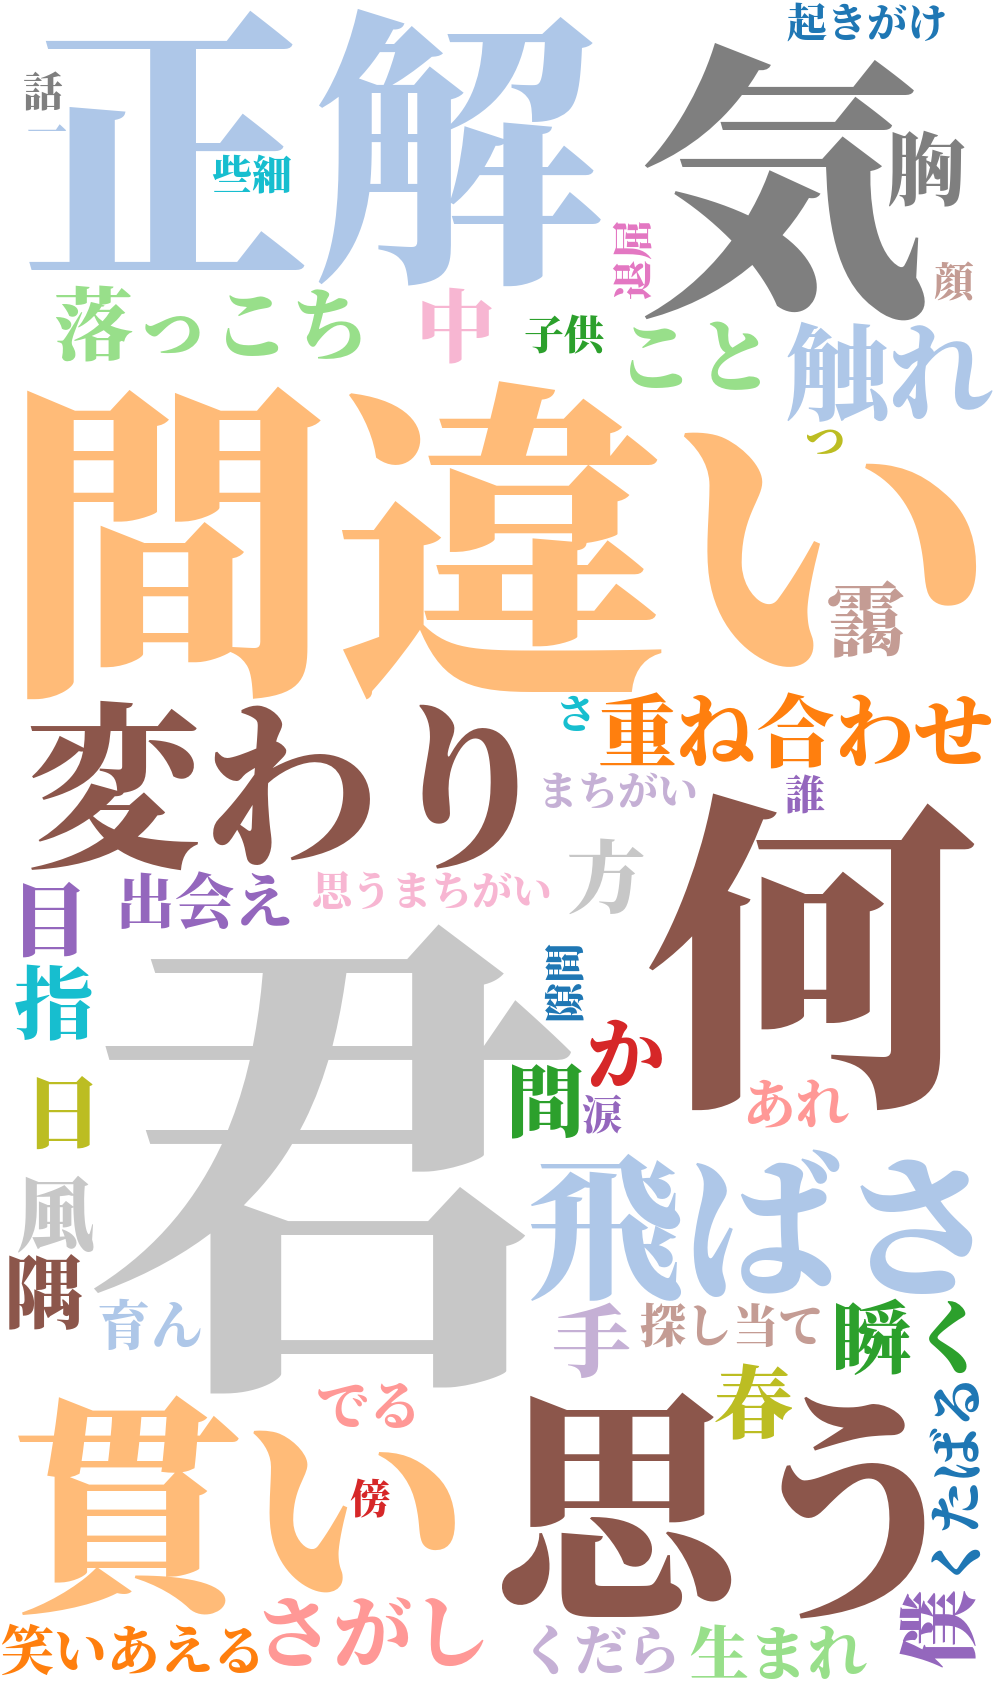 起きがけ
正解
気
話
一
些細
胸
退屈
顔
落っこち
中
子供
こと
触れ
っ
間違い
靄
さ
重ね合わせ
変わり
まちがい
誰
何
方
目
出会え
思うまちがい
君
隙間
指
か
間
涙
日
あれ
飛ばさ
風
隅
育ん
手
探し当て
瞬く
春
でる
くたばる
貫い
思う
傍
僕
さがし
笑いあえる
くだら
生まれ